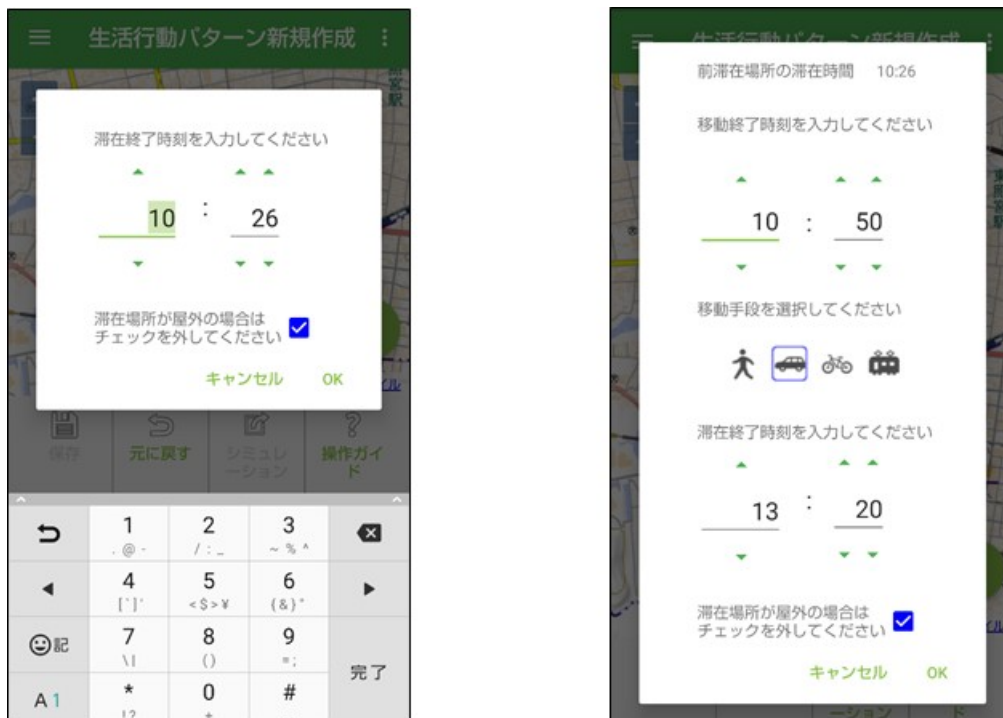 生活行動パターン新規作成
滞在終了時刻を入力してください
10 : 26
滞在場所が屋外の場合は
チェックを外してください
キャンセル OK
保存 元に戻す シミュレ
ーション 操作ガイ
ド
1 2 3
. @ - / : _ ~ % ^
4 5 6
[ ` ] ' < $ > ¥ ( & ) "
記 7 8 9
\ | () = ;
完了
A1 * 0 #
! ? +
生活行動パターン新規作成
前滞在場所の滞在時間 10:26
移動終了時刻を入力してください
10 : 50
移動手段を選択してください
滞在終了時刻を入力してください
13 : 20
滞在場所が屋外の場合は
チェックを外してください
キャンセル OK
ーション ド